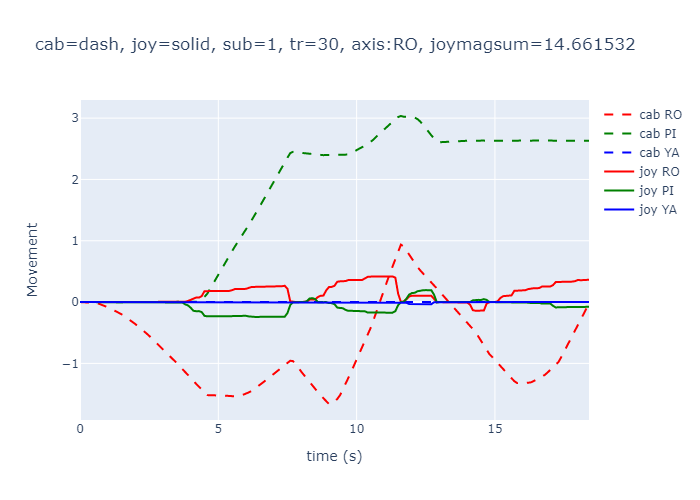 cab=dash, joy=solid, sub=1, tr=30, axis:RO, joymagsum=14.661532
3
2
1
0
−1
Movement
0
5
10
15
time (s)
cab RO
cab PI
cab YA
joy RO
joy PI
joy YA